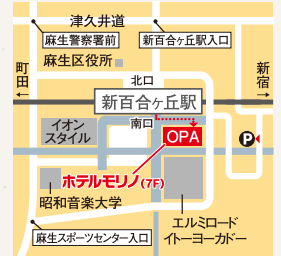 津久井道
麻生警察署前
新百合ヶ丘駅入口
麻生区役所
町田
新宿
北口
新百合ヶ丘駅
南口
イオン
スタイル
OPA
P
ホテルモリノ(7F)
昭和音楽大学
エルミロード
イトーヨーカドー
麻生スポーツセンター入口